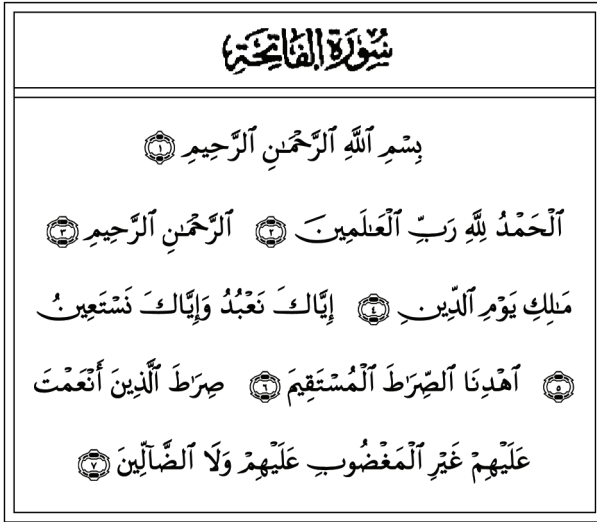 سُورَةُ الفَاتِحَةِ
بِسْمِ ٱللَّهِ ٱلرَّحْمَـٰنِ ٱلرَّحِيمِ ١
ٱلْحَمْدُ لِلَّهِ رَبِّ ٱلْعَـٰلَمِينَ ٢ ٱلرَّحْمَـٰنِ ٱلرَّحِيمِ ٣
مَـٰلِكِ يَوْمِ ٱلدِّينِ ٤ إِيَّاكَ نَعْبُدُ وَإِيَّاكَ نَسْتَعِينُ
٥ ٱهْدِنَا ٱلصِّرَٰطَ ٱلْمُسْتَقِيمَ ٦ صِرَٰطَ ٱلَّذِينَ أَنْعَمْتَ
عَلَيْهِمْ غَيْرِ ٱلْمَغْضُوبِ عَلَيْهِمْ وَلَا ٱلضَّآلِّينَ ٧